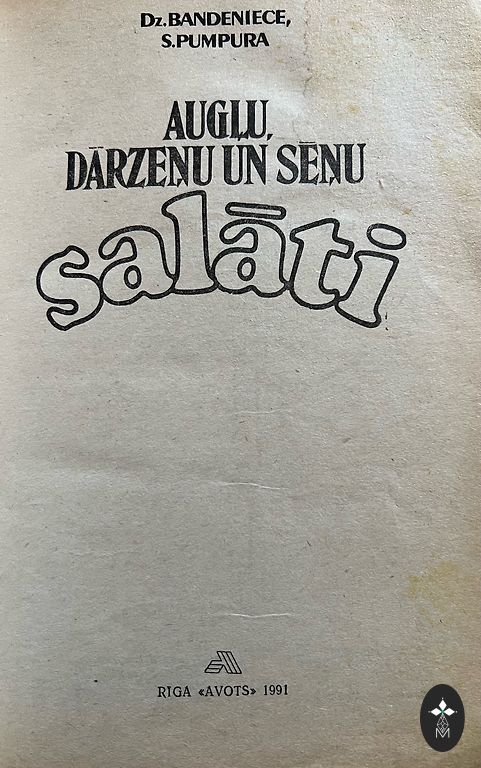 Dz.BANDENIECE,
S.PUMPURA
AUGĻU,
DĀRZEŅU UN SĒŅU
salāti
RĪGA «AVOTS» 1991
M